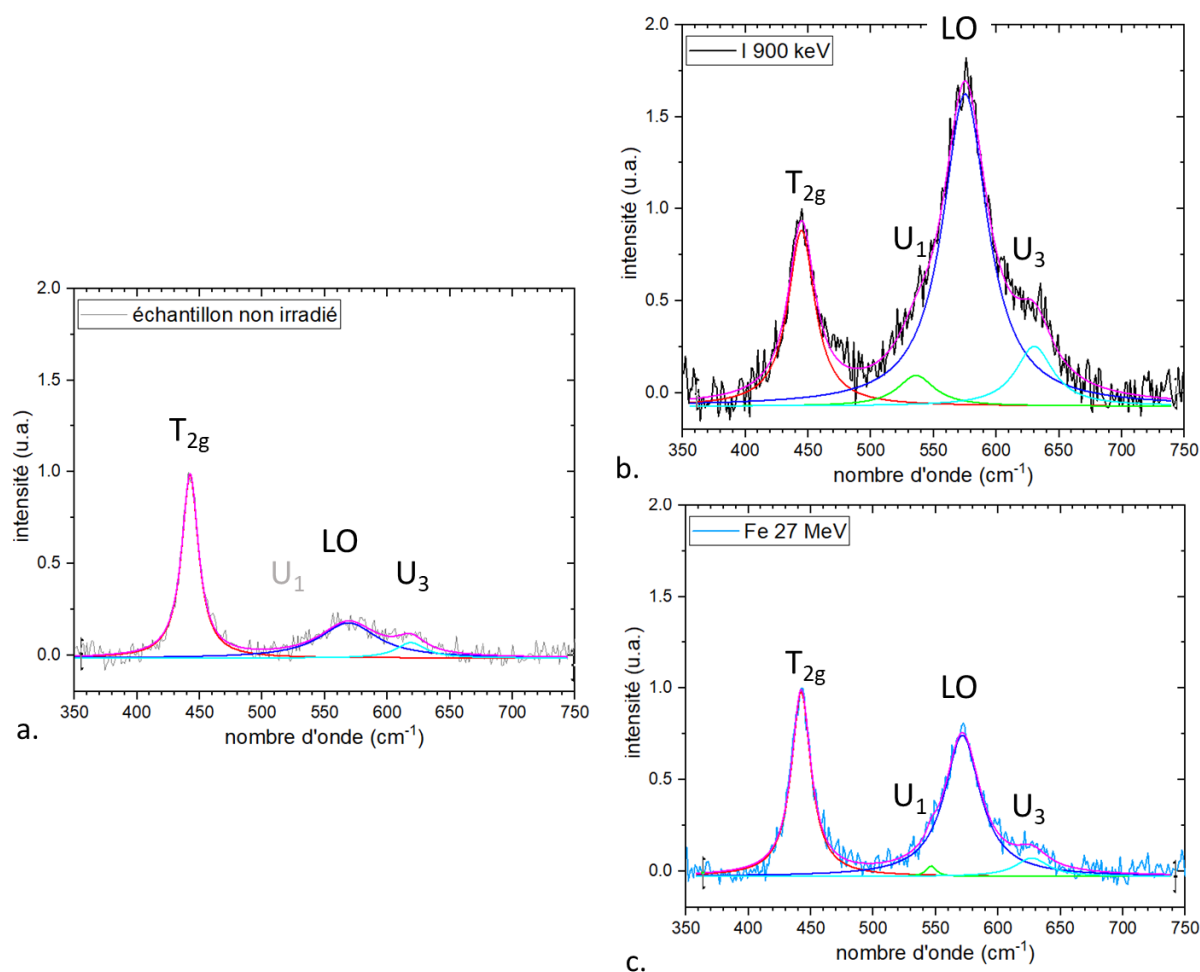 2.0
échantillon non irradié
1.5
T2g
1.0
LO
0.5
U1
U3
0.0
350 400 450 500 550 600 650 700 750
nombre d'onde (cm-1)
intensité (u.a.)
a.
LO
2.0
I 900 keV
1.5
T2g
1.0
U1
U3
0.5
0.0
350 400 450 500 550 600 650 700 750
nombre d'onde (cm-1)
intensité (u.a.)
b.
2.0
Fe 27 MeV
1.5
T2g
LO
1.0
U1
U3
0.5
0.0
350 400 450 500 550 600 650 700 750
nombre d'onde (cm-1)
intensité (u.a.)
c.